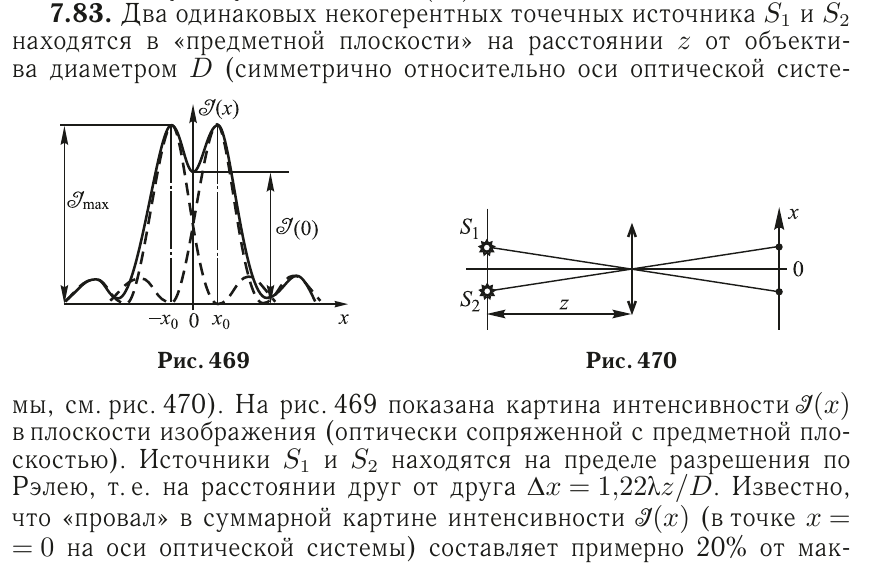 7.83. Два одинаковых некогерентных точечных источника S₁ и S₂
находятся в «предметной плоскости» на расстоянии z от объекти-
ва диаметром D (симметрично относительно оси оптической систе-
𝒥(x)
𝒥max
𝒥(0)
−x₀ 0 x₀ x
Рис. 469
S₁
S₂
z
x
0
Рис. 470
мы, см. рис. 470). На рис. 469 показана картина интенсивности 𝒥(x)
в плоскости изображения (оптически сопряженной с предметной пло-
скостью). Источники S₁ и S₂ находятся на пределе разрешения по
Рэлею, т. е. на расстоянии друг от друга Δx = 1,22λz/D. Известно,
что «провал» в суммарной картине интенсивности 𝒥(x) (в точке x =
= 0 на оси оптической системы) составляет примерно 20% от мак-